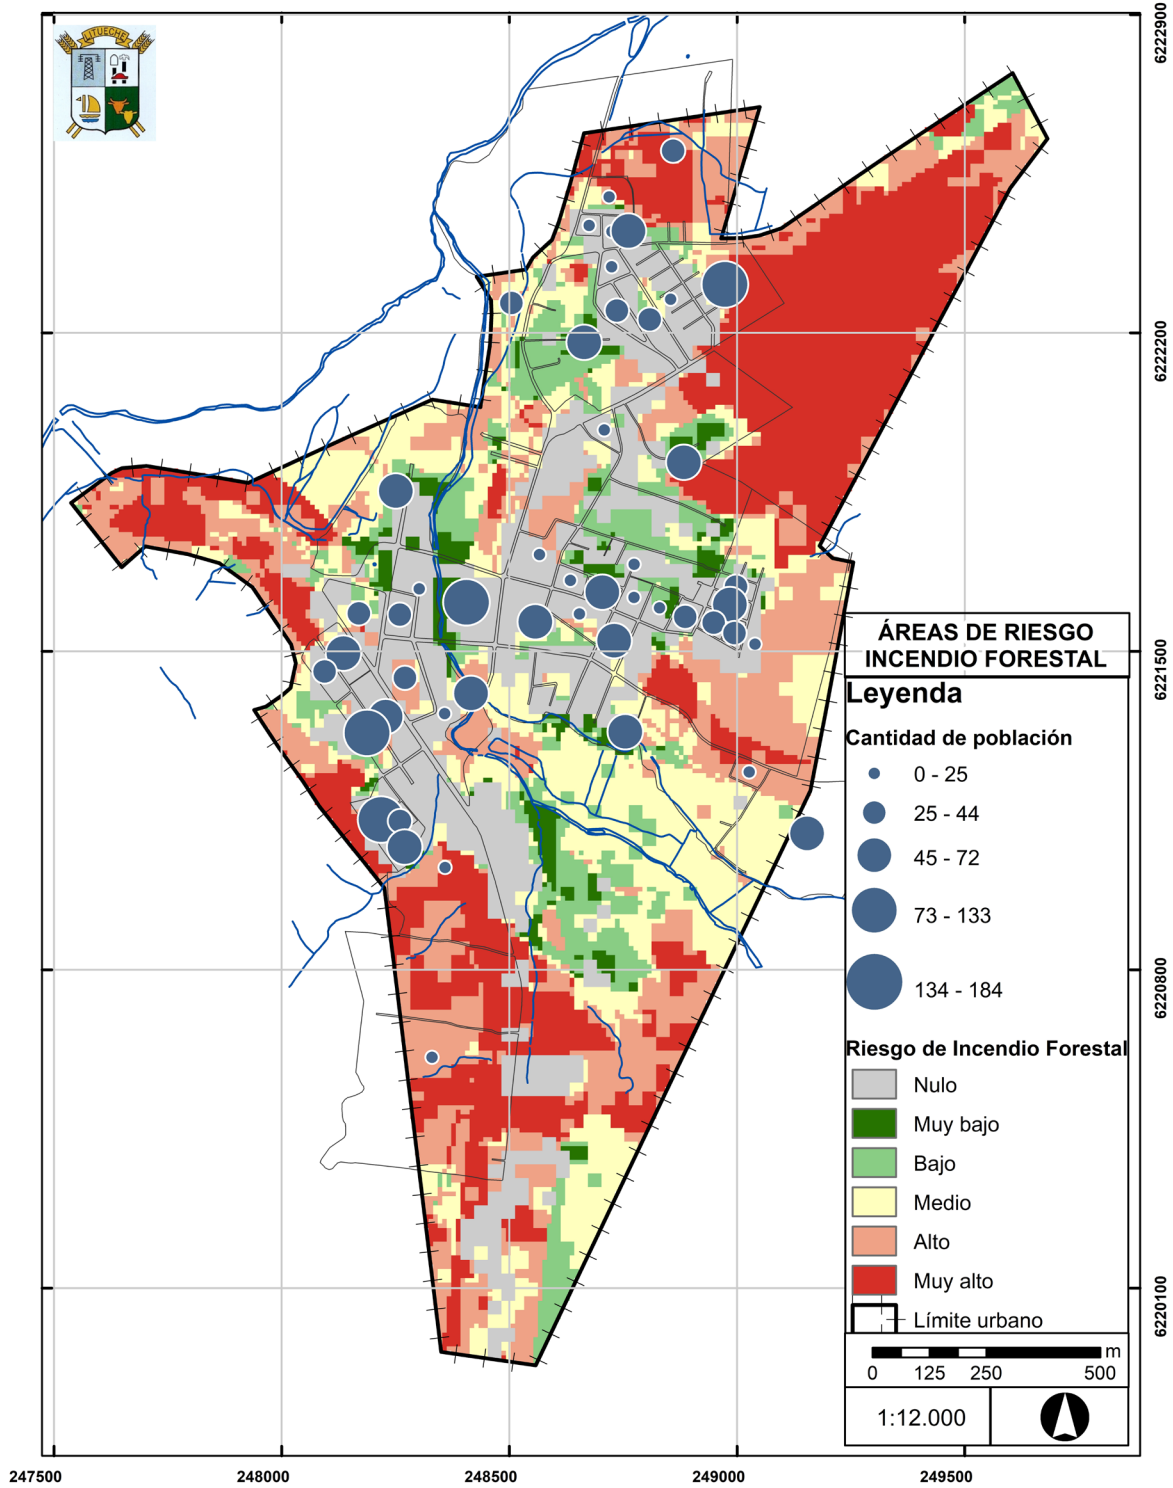 LITUECHE
6222900
6222200
6221500
6220800
6220100
ÁREAS DE RIESGO
INCENDIO FORESTAL
Leyenda
Cantidad de población
0 - 25
25 - 44
45 - 72
73 - 133
134 - 184
Riesgo de Incendio Forestal
Nulo
Muy bajo
Bajo
Medio
Alto
Muy alto
Límite urbano
m
0 125 250 500
1:12.000
247500 248000 248500 249000 249500